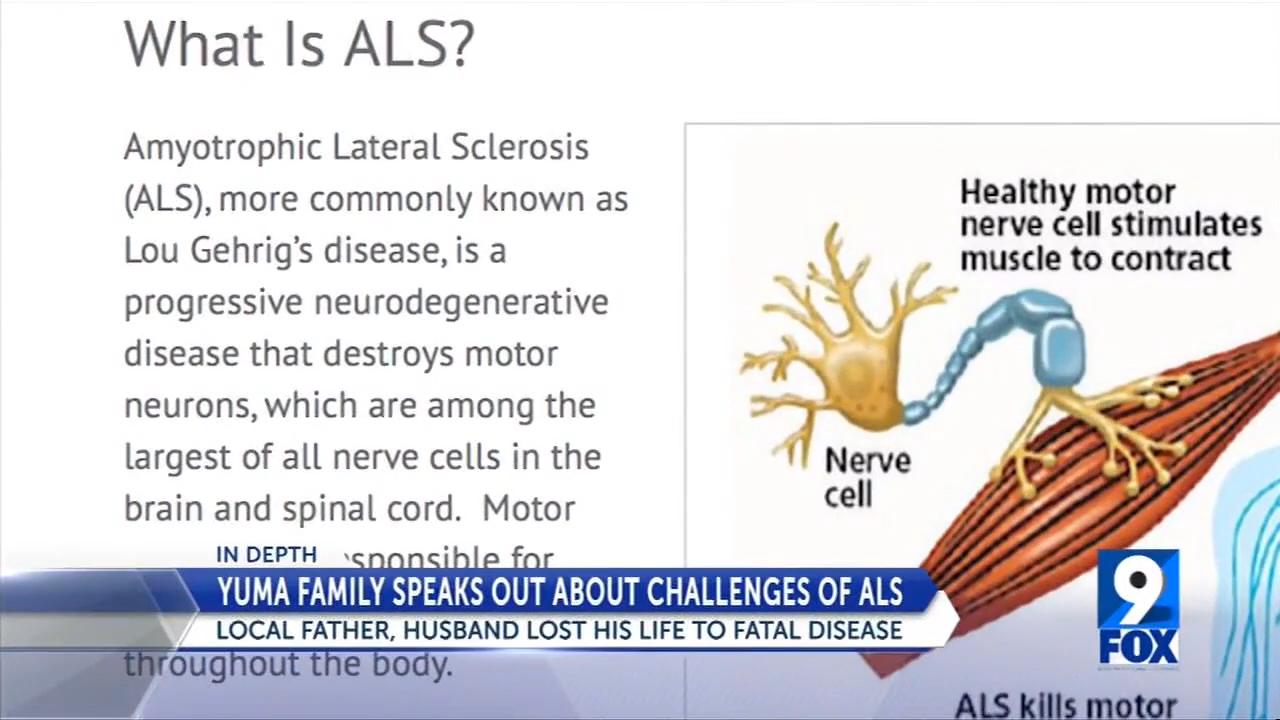 What Is ALS?
Amyotrophic Lateral Sclerosis
(ALS), more commonly known as
Lou Gehrig's disease, is a
progressive neurodegenerative
disease that destroys motor
neurons, which are among the
largest of all nerve cells in the
brain and spinal cord. Motor
for
throughout the body.
Healthy motor
nerve cell stimulates
muscle to contract
Nerve
cell
ALS kills motor
IN DEPTH
YUMA FAMILY SPEAKS OUT ABOUT CHALLENGES OF ALS
LOCAL FATHER, HUSBAND LOST HIS LIFE TO FATAL DISEASE
9
FOX